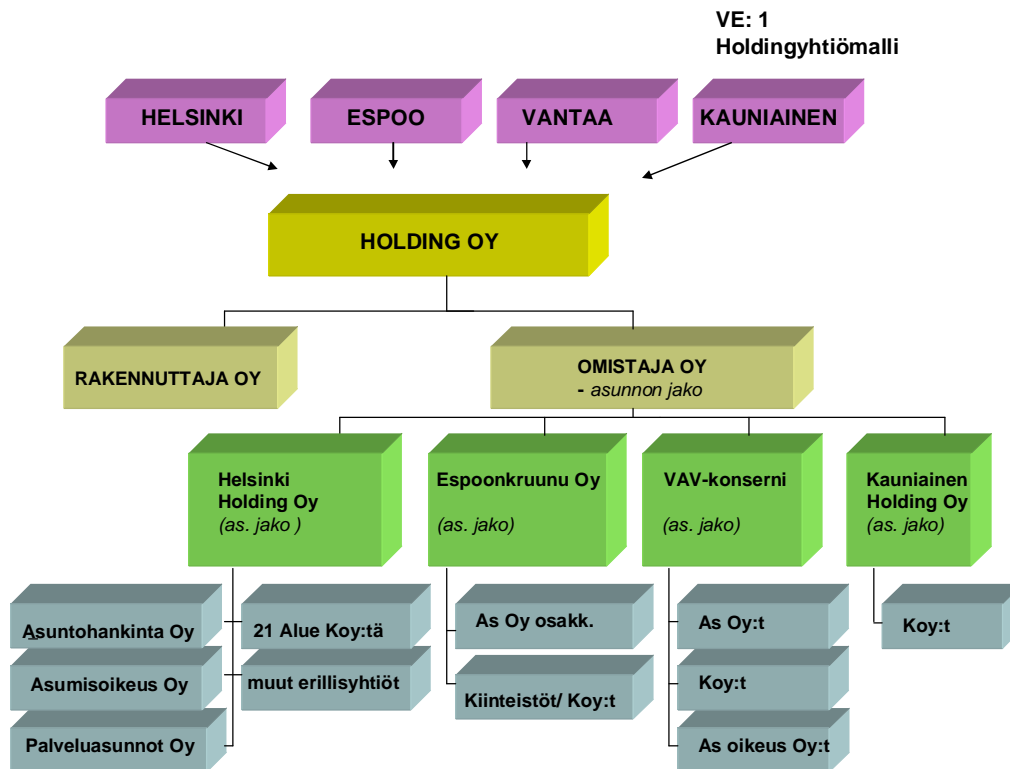 VE: 1
Holdingyhtiömalli
HELSINKI
ESPOO
VANTAA
KAUNIAINEN
HOLDING OY
RAKENNUTTAJA OY
OMISTAJA OY
- asunnon jako
Helsinki
Holding Oy
(as. jako )
Espoonkruunu Oy
(as. jako)
VAV-konserni
(as. jako)
Kauniainen
Holding Oy
(as. jako)
Asuntohankinta Oy
21 Alue Koy:tä
As Oy osakk.
As Oy:t
Koy:t
Asumisoikeus Oy
muut erillisyhtiöt
Kiinteistöt/ Koy:t
Koy:t
Palveluasunnot Oy
As oikeus Oy:t